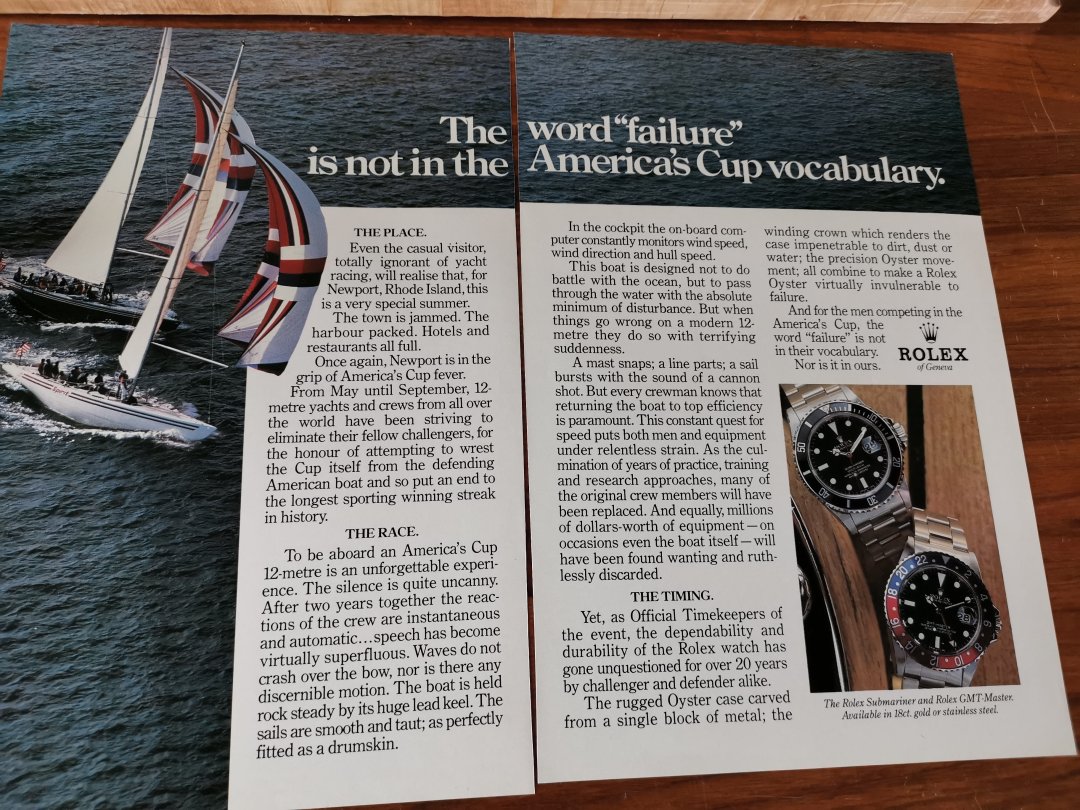 The word “failure”
is not in the America’s Cup vocabulary.
THE PLACE.
Even the casual visitor,
totally ignorant of yacht
racing, will realise that, for
Newport, Rhode Island, this
is a very special summer.
The town is jammed. The
harbour packed. Hotels and
restaurants all full.
Once again, Newport is in the
grip of America’s Cup fever.
From May until September, 12-
metre yachts and crews from all over
the world have been striving to
eliminate their fellow challengers, for
the honour of attempting to wrest
the Cup itself from the defending
American boat and so put an end to
the longest sporting winning streak
in history.
THE RACE.
To be aboard an America’s Cup
12-metre is an unforgettable experi-
ence. The silence is quite uncanny.
After two years together the reac-
tions of the crew are instantaneous
and automatic...speech has become
virtually superfluous. Waves do not
crash over the bow, nor is there any
discernible motion. The boat is held
rock steady by its huge lead keel. The
sails are smooth and taut; as perfectly
fitted as a drumskin.
In the cockpit the on-board com-
puter constantly monitors wind speed,
wind direction and hull speed.
This boat is designed not to do
battle with the ocean, but to pass
through the water with the absolute
minimum of disturbance. But when
things go wrong on a modern 12-
metre they do so with terrifying
suddenness.
A mast snaps; a line parts; a sail
bursts with the sound of a cannon
shot. But every crewman knows that
returning the boat to top efficiency
is paramount. This constant quest for
speed puts both men and equipment
under relentless strain. As the cul-
mination of years of practice, training
and research approaches, many of
the original crew members will have
been replaced. And equally, millions
of dollars-worth of equipment — on
occasions even the boat itself — will
have been found wanting and ruth-
lessly discarded.
THE TIMING.
Yet, as Official Timekeepers of
the event, the dependability and
durability of the Rolex watch has
gone unquestioned for over 20 years
by challenger and defender alike.
The rugged Oyster case carved
from a single block of metal; the
winding crown which renders the
case impenetrable to dirt, dust or
water; the precision Oyster move-
ment; all combine to make a Rolex
Oyster virtually invulnerable to
failure.
And for the men competing in the
America’s Cup, the
word “failure” is not
in their vocabulary.
Nor is it in ours.
ROLEX
of Geneva
The Rolex Submariner and Rolex GMT-Master.
Available in 18ct. gold or stainless steel.